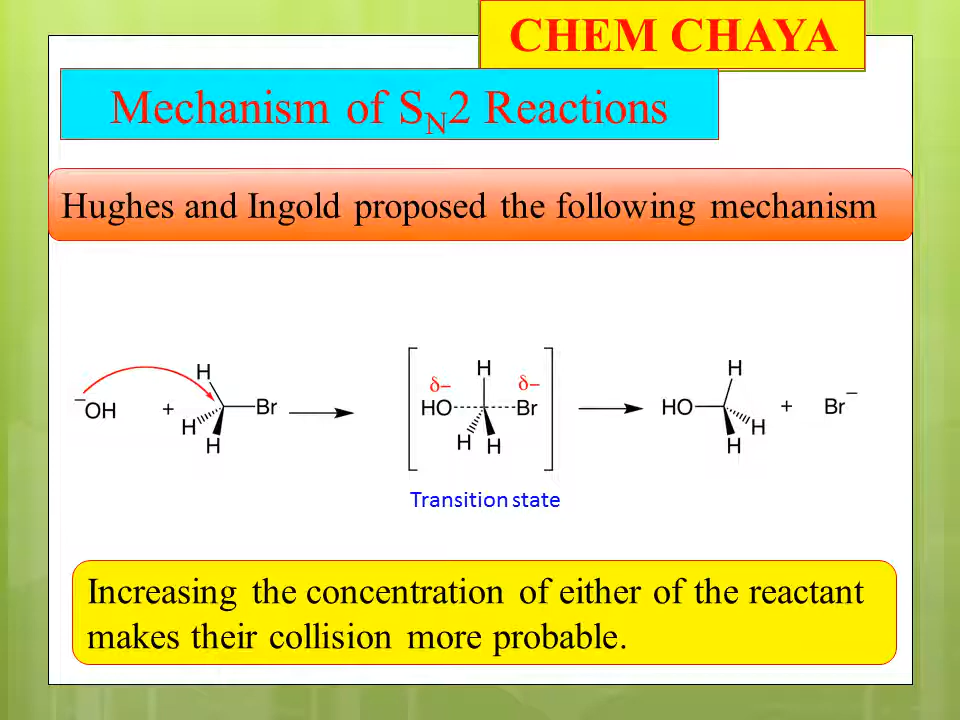 CHEM CHAYA
Mechanism of SN2 Reactions
Hughes and Ingold proposed the following mechanism
H H H
δ– δ–
–OH + Br HO Br HO + Br–
H H H H
H H H
Transition state
Increasing the concentration of either of the reactant
makes their collision more probable.